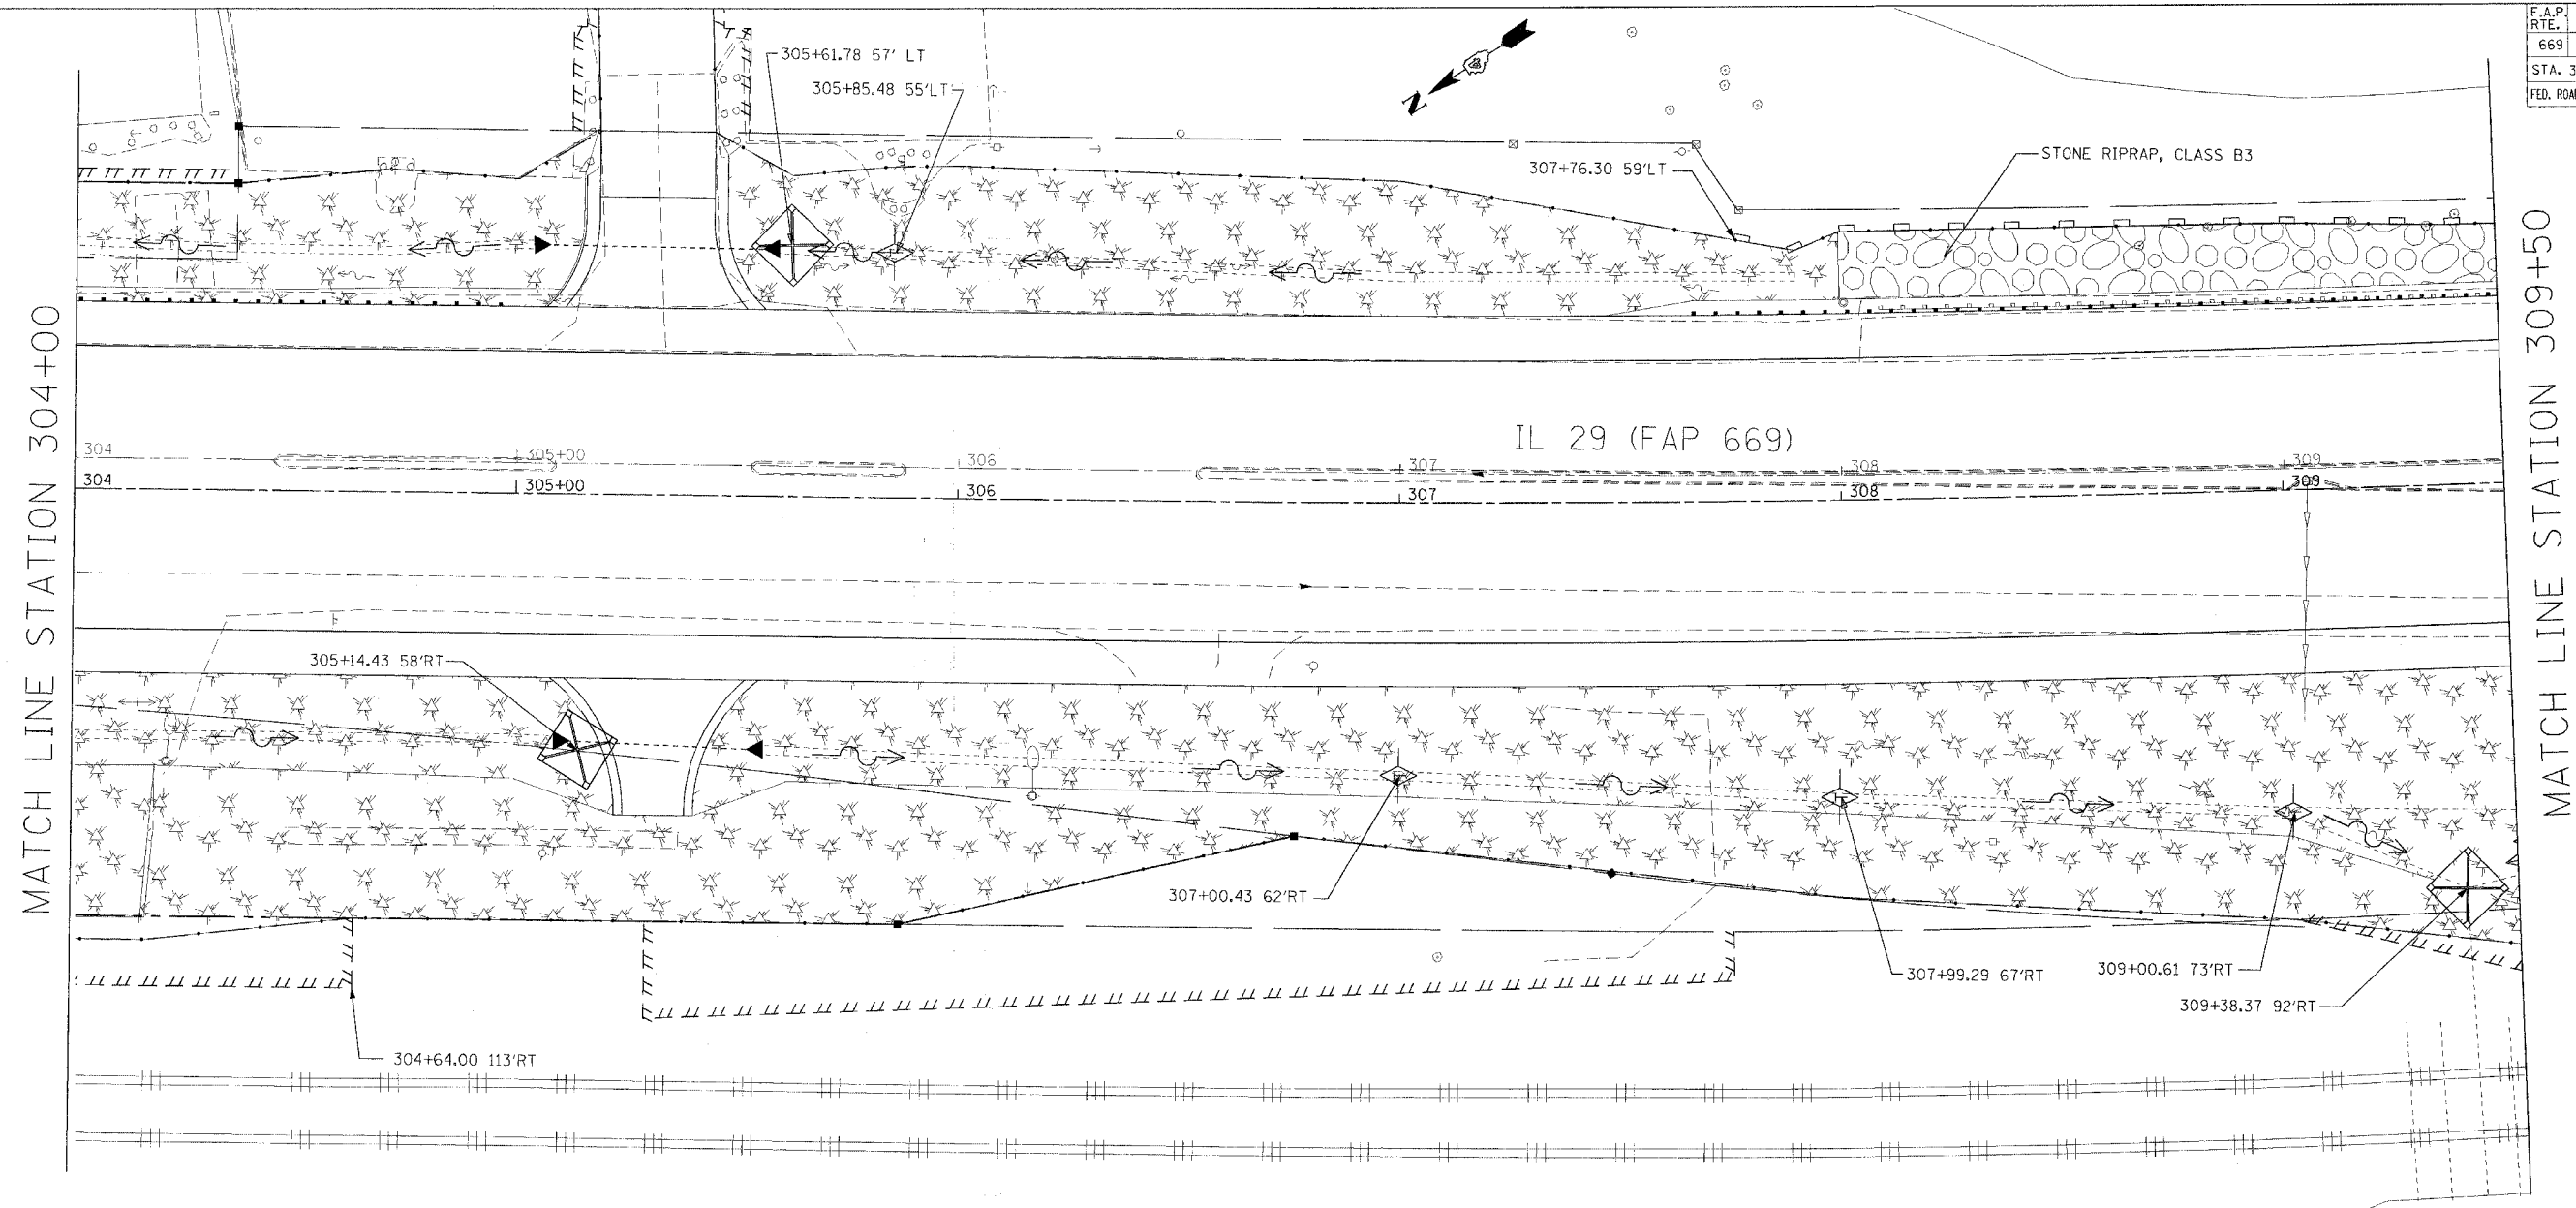 F.A.P.
RTE.
669
STA. 3
FED. ROA
305+61.78 57' LT
305+85.48 55'LT
N
307+76.30 59'LT
STONE RIPRAP, CLASS B3
MATCH LINE STATION 304+00
MATCH LINE STATION 309+50
IL 29 (FAP 669)
304 305+00 306 307 308 309
304 305+00 306 307 308 309
305+14.43 58'RT
307+00.43 62'RT
307+99.29 67'RT
309+00.61 73'RT
309+38.37 92'RT
304+64.00 113'RT